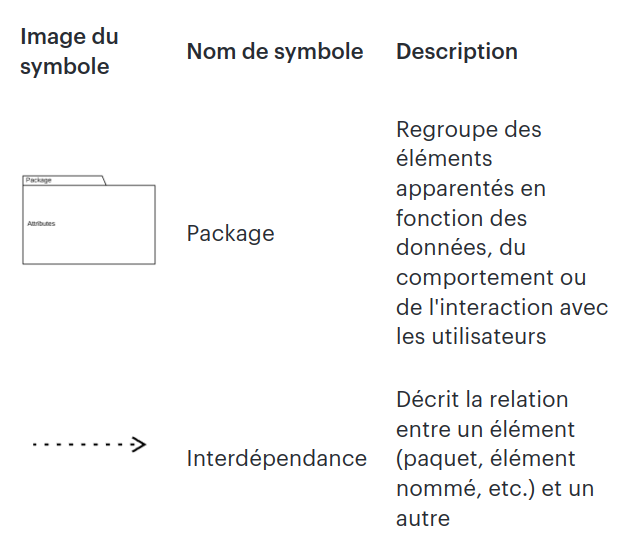 Image du
symbole
Nom de symbole
Description
Package
Attributes
Package
Regroupe des
éléments
apparentés en
fonction des
données, du
comportement ou
de l'interaction avec
les utilisateurs
Interdépendance
Décrit la relation
entre un élément
(paquet, élément
nommé, etc.) et un
autre